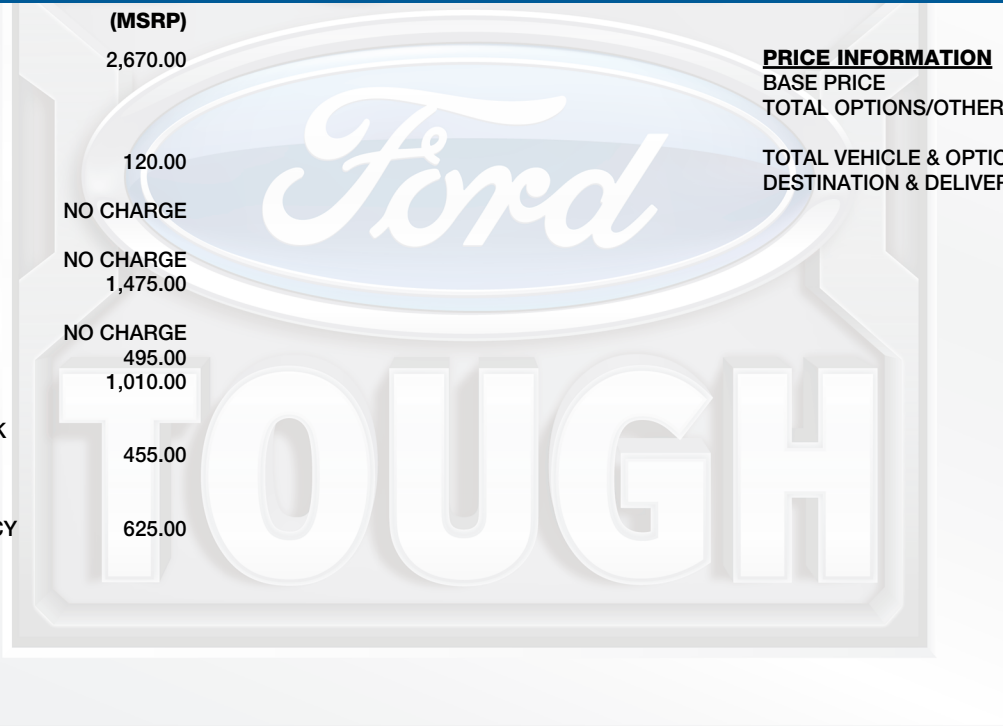 (MSRP)
2,670.00
120.00
NO CHARGE
NO CHARGE
1,475.00
NO CHARGE
495.00
1,010.00
K
455.00
CY
625.00
PRICE INFORMATION
BASE PRICE
TOTAL OPTIONS/OTHER
TOTAL VEHICLE & OPTIO
DESTINATION & DELIVER
Ford
TOUGH